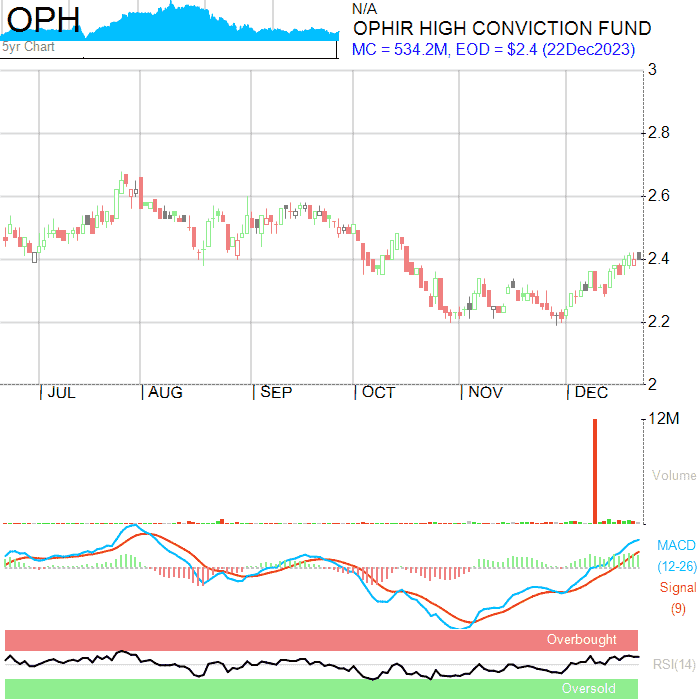 OPH
5yr Chart
N/A
OPHIR HIGH CONVICTION FUND
MC = 534.2M, EOD = $2.4 (22Dec2023)
3
2.8
2.6
2.4
2.2
2
JUL AUG SEP OCT NOV DEC
12M
Volume
MACD
(12-26)
Signal
(9)
Overbought
RSI(14)
Oversold